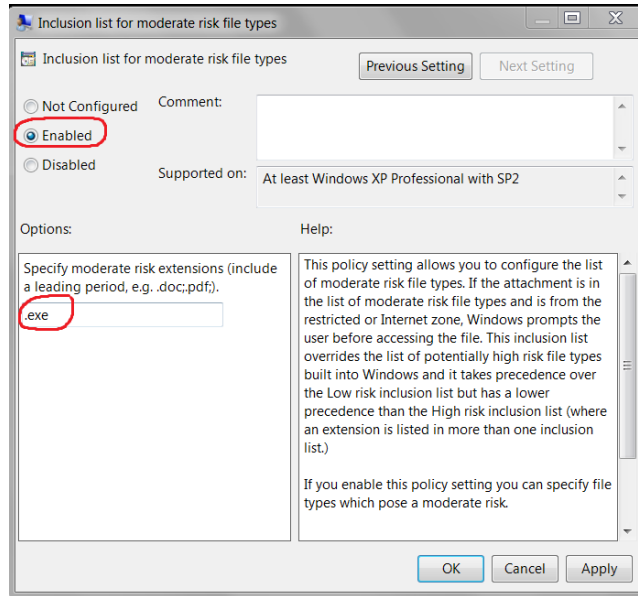 Inclusion list for moderate risk file types
Inclusion list for moderate risk file types
Previous Setting
Next Setting
Not Configured
Comment:
Enabled
Disabled
Supported on:
At least Windows XP Professional with SP2
Options:
Help:
Specify moderate risk extensions (include
a leading period, e.g. .doc;.pdf;).
.exe
This policy setting allows you to configure the list
of moderate risk file types. If the attachment is in
the list of moderate risk file types and is from the
restricted or Internet zone, Windows prompts the
user before accessing the file. This inclusion list
overrides the list of potentially high risk file types
built into Windows and it takes precedence over
the Low risk inclusion list but has a lower
precedence than the High risk inclusion list (where
an extension is listed in more than one inclusion
list.)
If you enable this policy setting you can specify file
types which pose a moderate risk.
OK
Cancel
Apply